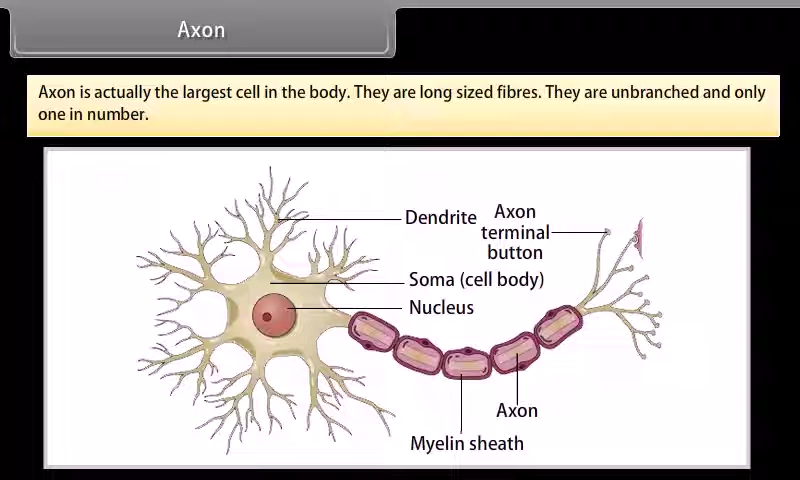 Axon
Axon is actually the largest cell in the body. They are long sized fibres. They are unbranched and only
one in number.
Dendrite
Axon
terminal
button
Soma (cell body)
Nucleus
Axon
Myelin sheath